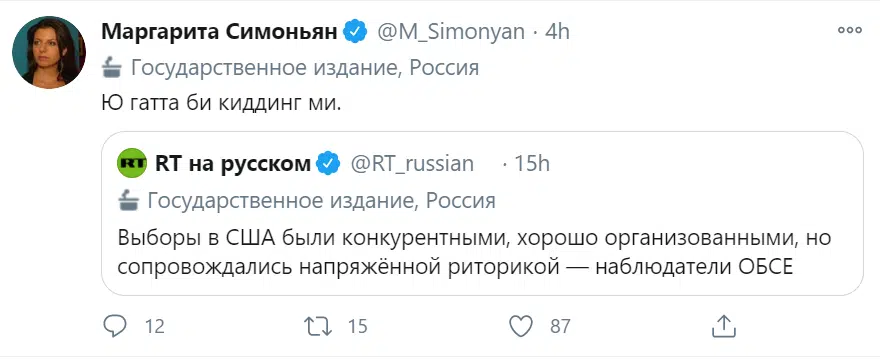 Маргарита Симоньян @M_Simonyan · 4h
Государственное издание, Россия
Ю гатта би киддинг ми.
RT RT на русском @RT_russian · 15h
Государственное издание, Россия
Выборы в США были конкурентными, хорошо организованными, но
сопровождались напряжённой риторикой — наблюдатели ОБСЕ
12 15 87